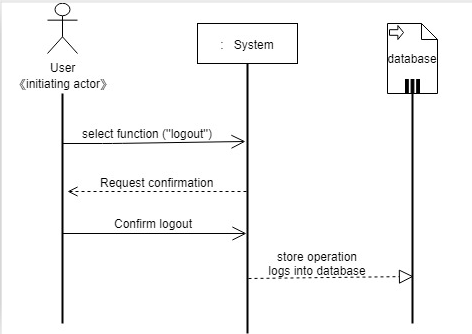 User
《initiating actor》
: System
database
select function ("logout")
Request confirmation
Confirm logout
store operation
logs into database